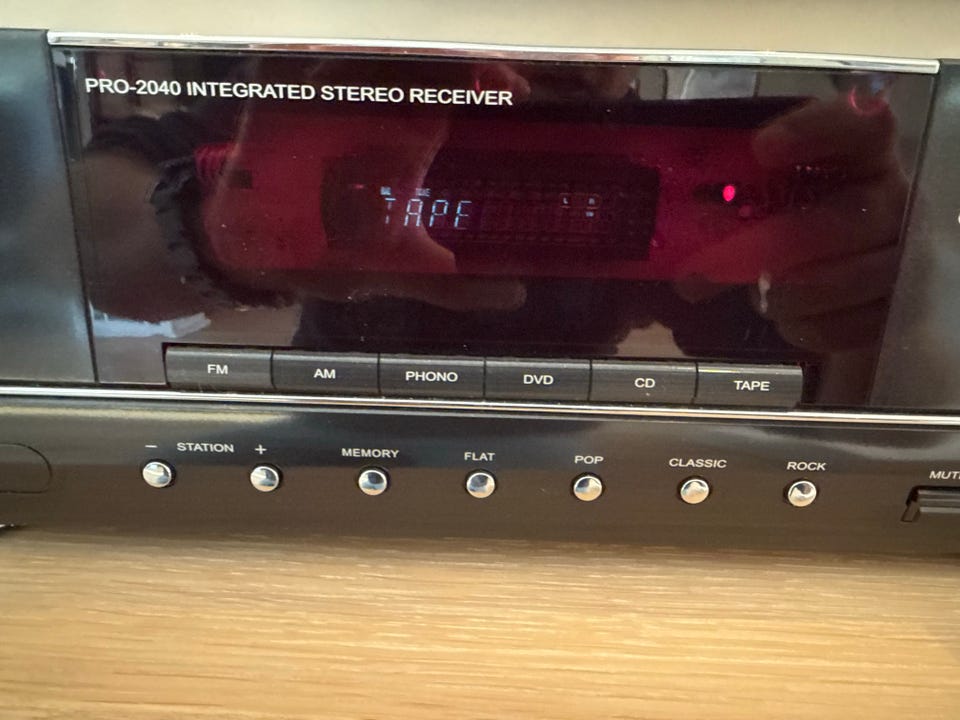 PRO-2040 INTEGRATED STEREO RECEIVER
TAPE
L R
FM AM PHONO DVD CD TAPE
− STATION + MEMORY FLAT POP CLASSIC ROCK